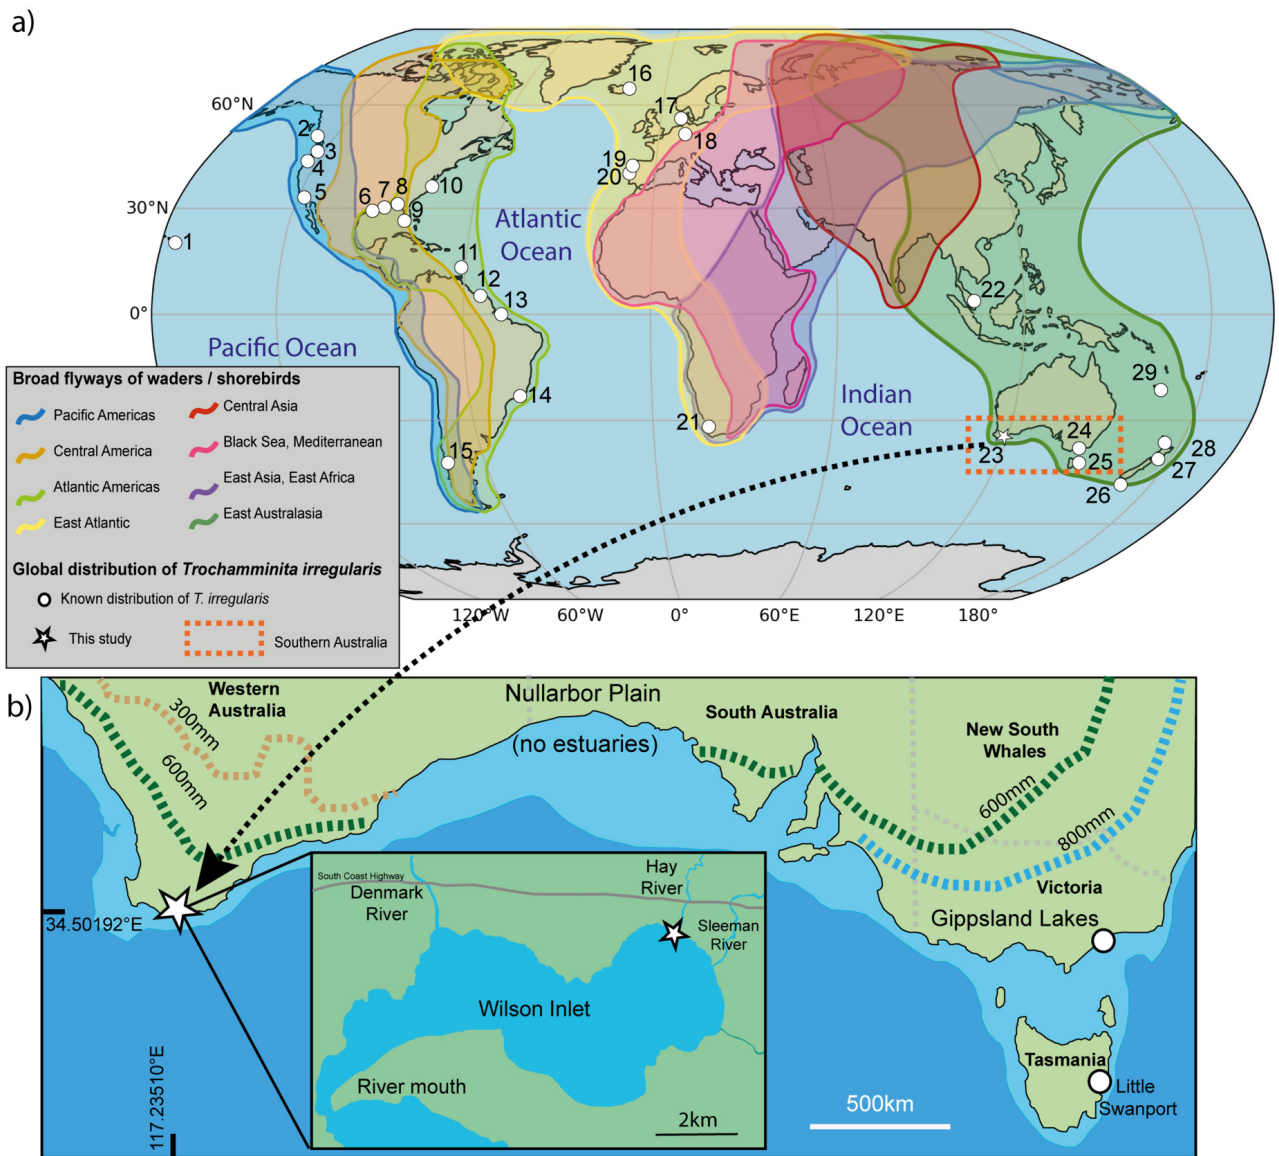 a)
60°N
30°N
0°
1
2
3
4
5
6
7
8
9
10
11
12
13
14
15
16
17
18
19
20
21
22
23
24
25
26
27
28
29
Atlantic
Ocean
Pacific Ocean
Indian
Ocean
120°W
60°W
0°
60°E
120°E
180°
Broad flyways of waders / shorebirds
Pacific Americas
Central America
Atlantic Americas
East Atlantic
Central Asia
Black Sea, Mediterranean
East Asia, East Africa
East Australasia
Global distribution of Trochamminita irregularis
Known distribution of T. irregularis
This study
Southern Australia
b)
Western
Australia
300mm
600mm
Nullarbor Plain
(no estuaries)
South Australia
New South
Whales
600mm
800mm
Victoria
Gippsland Lakes
Tasmania
Little
Swanport
500km
34.50192°E
117.23510°E
South Coast Highway
Denmark
River
Hay
River
Sleeman
River
Wilson Inlet
River mouth
2km